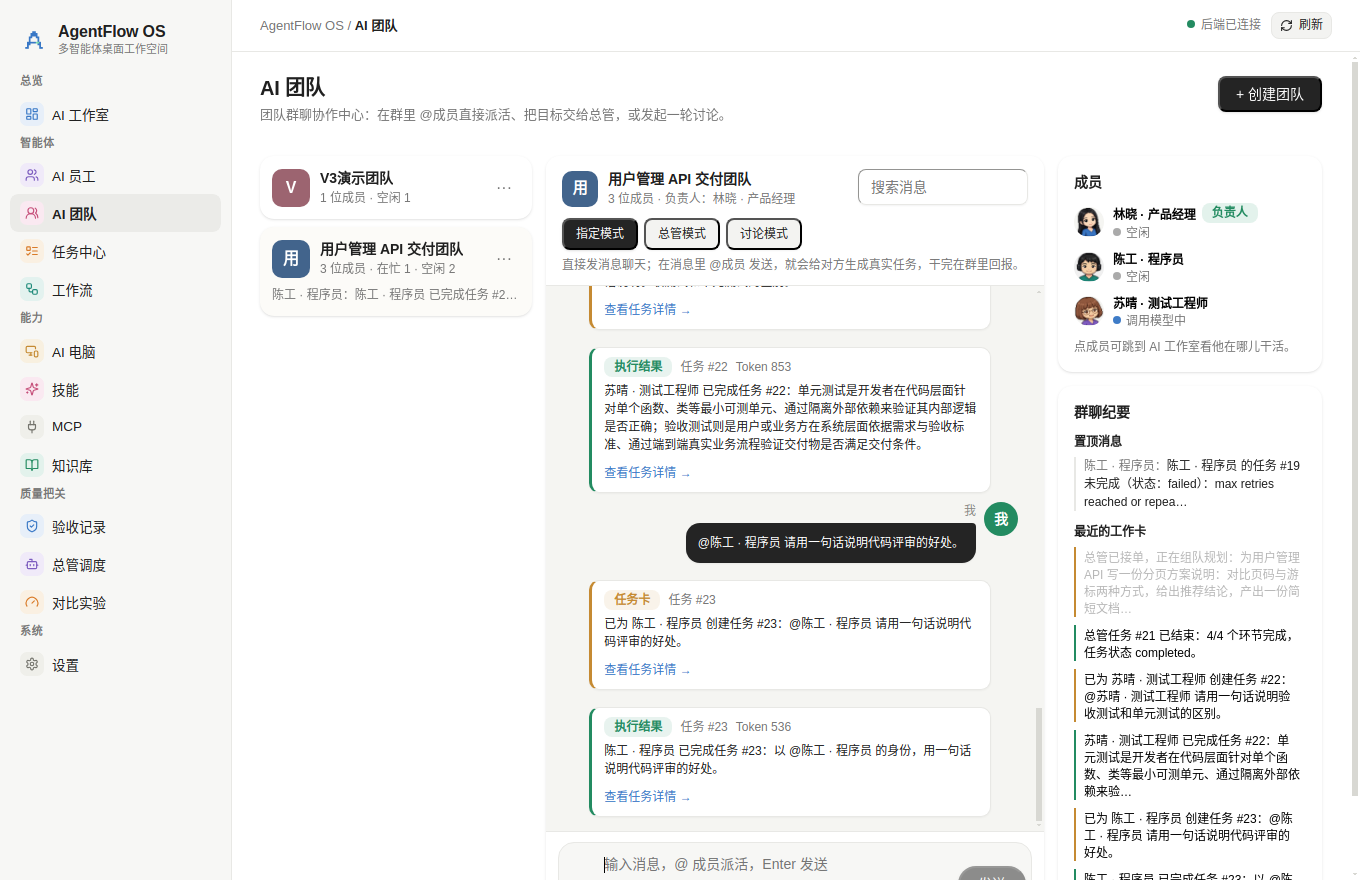 AgentFlow OS
多智能体桌面工作空间
总览
AI 工作室
智能体
AI 员工
AI 团队
任务中心
工作流
能力
AI 电脑
技能
MCP
知识库
质量把关
验收记录
总管调度
对比实验
系统
设置
AgentFlow OS / AI 团队
后端已连接
刷新
AI 团队
团队群聊协作中心：在群里 @成员直接派活、把目标交给总管，或发起一轮讨论。
+ 创建团队
V
V3演示团队
1 位成员 · 空闲 1
用
用户管理 API 交付团队
3 位成员 · 在忙 1 · 空闲 2
陈工 · 程序员：陈工 · 程序员 已完成任务 #2…
用
用户管理 API 交付团队
3 位成员 · 负责人：林晓 · 产品经理
搜索消息
指定模式
总管模式
讨论模式
直接发消息聊天；在消息里 @成员 发送，就会给对方生成真实任务，干完在群里回报。
查看任务详情 →
执行结果 任务 #22 Token 853
苏晴 · 测试工程师 已完成任务 #22：单元测试是开发者在代码层面针
对单个函数、类等最小可测单元、通过隔离外部依赖来验证其内部逻辑
是否正确；验收测试则是用户或业务方在系统层面依据需求与验收标
准、通过端到端真实业务流程验证交付物是否满足交付条件。
查看任务详情 →
我
我
@陈工 · 程序员 请用一句话说明代码评审的好处。
任务卡 任务 #23
已为 陈工 · 程序员 创建任务 #23：@陈工 · 程序员 请用一句话说明代
码评审的好处。
查看任务详情 →
执行结果 任务 #23 Token 536
陈工 · 程序员 已完成任务 #23：以 @陈工 · 程序员 的身份，用一句话
说明代码评审的好处。
查看任务详情 →
输入消息，@ 成员派活，Enter 发送
成员
林晓 · 产品经理 负责人
空闲
陈工 · 程序员
空闲
苏晴 · 测试工程师
调用模型中
点成员可跳到 AI 工作室看他在哪儿干活。
群聊纪要
置顶消息
陈工 · 程序员：陈工 · 程序员 的任务 #19
未完成（状态：failed）：max retries
reached or repea…
最近的工作卡
总管已接单，正在组队规划：为用户管理
API 写一份分页方案说明：对比页码与游
标两种方式，给出推荐结论，产出一份简
短文档…
总管任务 #21 已结束：4/4 个环节完成，
任务状态 completed。
已为 苏晴 · 测试工程师 创建任务 #22：
@苏晴 · 测试工程师 请用一句话说明验
收测试和单元测试的区别。
苏晴 · 测试工程师 已完成任务 #22：单
元测试是开发者在代码层面针对单个函
数、类等最小可测单元、通过隔离外部依
赖来验…
已为 陈工 · 程序员 创建任务 #23：@陈
工 · 程序员 请用一句话说明代码评审的
好处。
陈工 · 程序员 已完成任务 #23：以 @陈